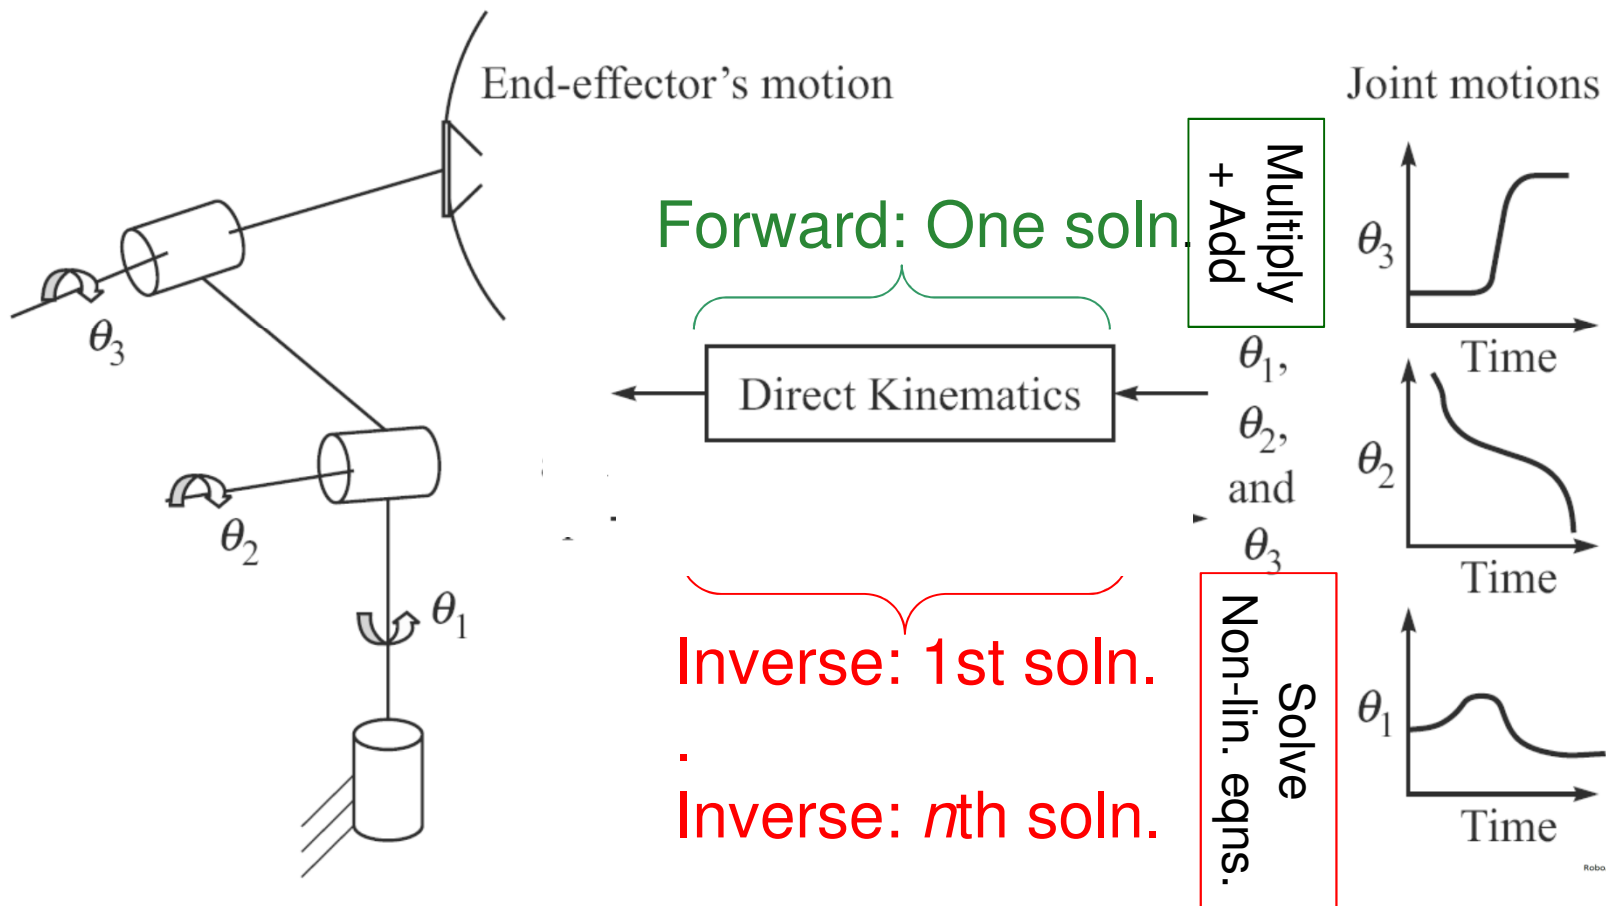 End-effector's motion
Joint motions
Forward: One soln.
Multiply
+ Add
Direct Kinematics
θ1,
θ2,
and
θ3
Inverse: 1st soln.
.
Inverse: nth soln.
Solve
Non-lin. eqns.
θ3
θ2
θ1
θ3
Time
θ2
Time
θ1
Time
Robo